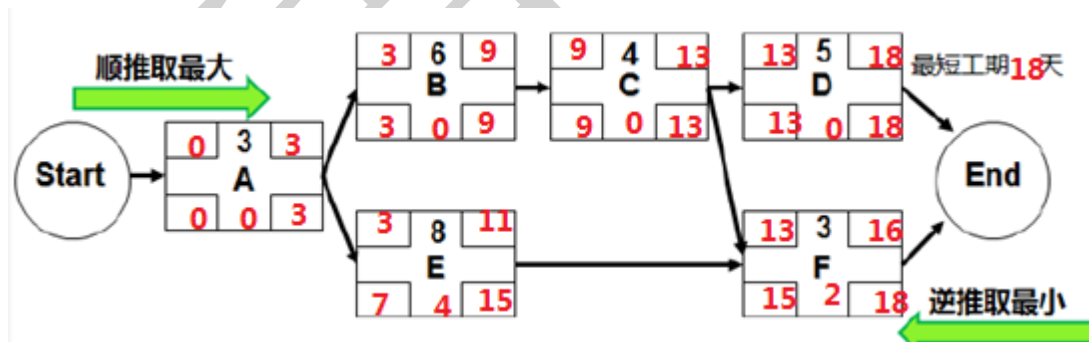 顺推取最大
Start
0 3 3
A
0 0 3
3 6 9
B
3 0 9
9 4 13
C
9 0 13
13 5 18
D
13 0 18
最短工期18天
3 8 11
E
7 4 15
13 3 16
F
15 2 18
End
逆推取最小